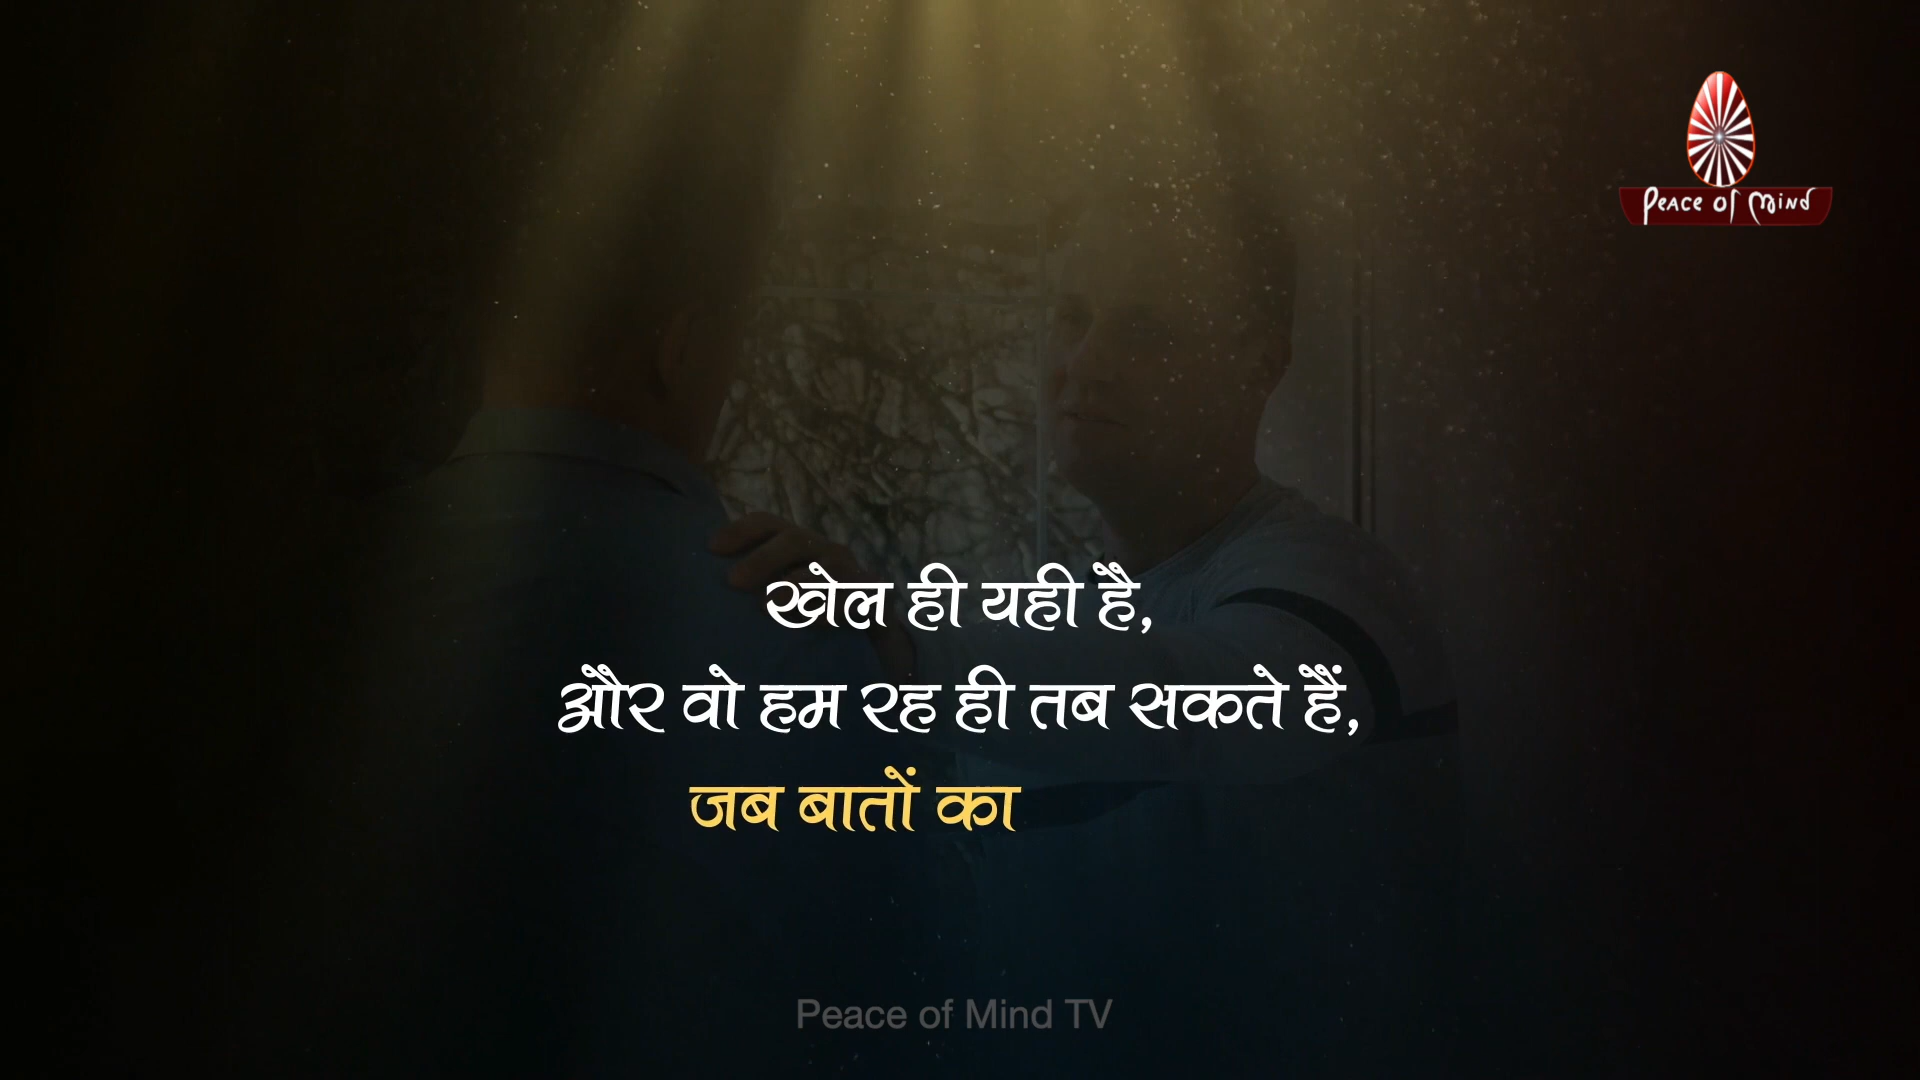 Peace of Mind
खेल ही यही है,
और वो हम रह ही तब सकते हैं,
जब बातों का
Peace of Mind TV